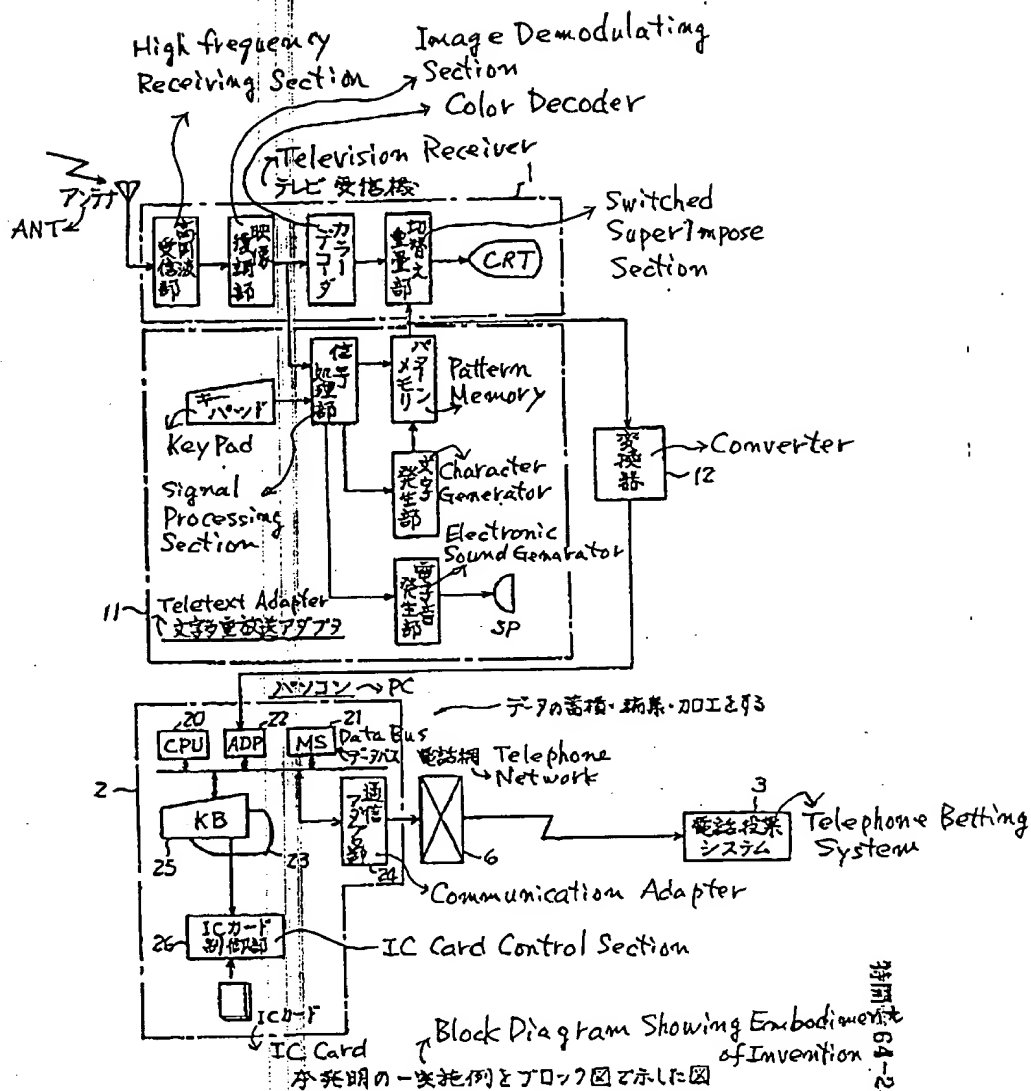 High frequency
Receiving Section
Image Demodulating
Section
Color Decoder
Television Receiver
テレビ受信機
1
アンテナ
ANT
高周波
受信部
映像
復調部
カラー
デコーダ
切替え
重畳部
CRT
Switched
SuperImpose
Section
キー
パッド
KeyPad
信号
処理部
パターン
メモリ
Pattern
Memory
Signal
Processing
Section
文字
発生部
Character
Generator
Electronic
Sound Genarator
電子音
発生部
SP
変換器
Converter
12
11
Teletext Adapter
文字多重放送アダプタ
パソコン → PC
データの蓄積・編集・加工をする
20
CPU
22
ADP
21
MS
Data Bus
データバス
2
KB
25
23
通信
アダプタ部
24
電話網
Telephone
Network
6
3
電話投票
システム
Telephone Betting
System
Communication Adapter
26
ICカード
制御部
IC Card Control Section
ICカード
IC Card
Block Diagram Showing Embodiment
of Invention
本発明の一実施例をブロック図で示した図
特開 64-2